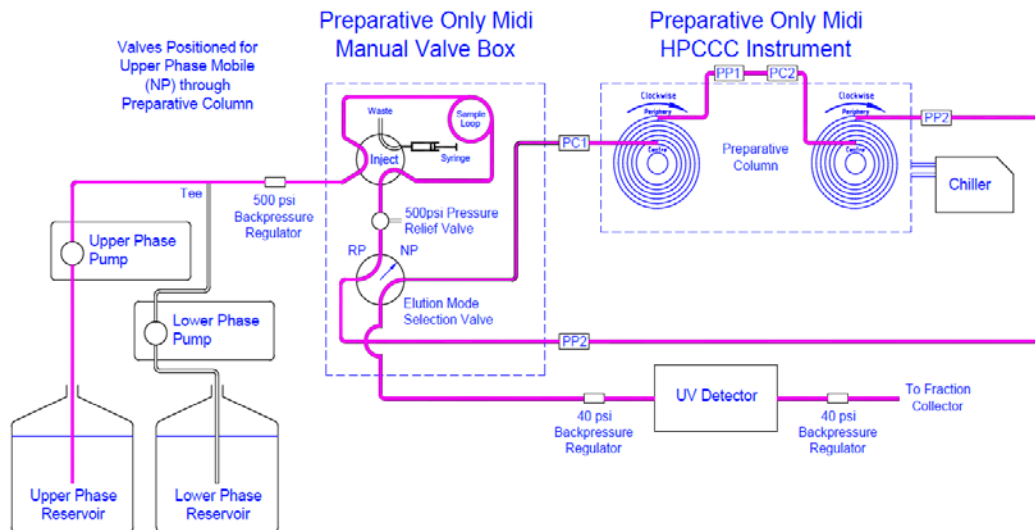 Preparative Only Midi
Manual Valve Box
Preparative Only Midi
HPCCC Instrument
Valves Positioned for
Upper Phase Mobile
(NP) through
Preparative Column
PP1
PC2
Clockwise
Periphery
Centre
Clockwise
Periphery
Centre
Preparative
Column
PP2
PC1
Chiller
Waste
Sample
Loop
Inject
Syringe
Tee
500 psi
Backpressure
Regulator
500psi Pressure
Relief Valve
RP
NP
Elution Mode
Selection Valve
Upper Phase
Pump
Lower Phase
Pump
PP2
UV Detector
To Fraction
Collector
40 psi
Backpressure
Regulator
40 psi
Backpressure
Regulator
Upper Phase
Reservoir
Lower Phase
Reservoir